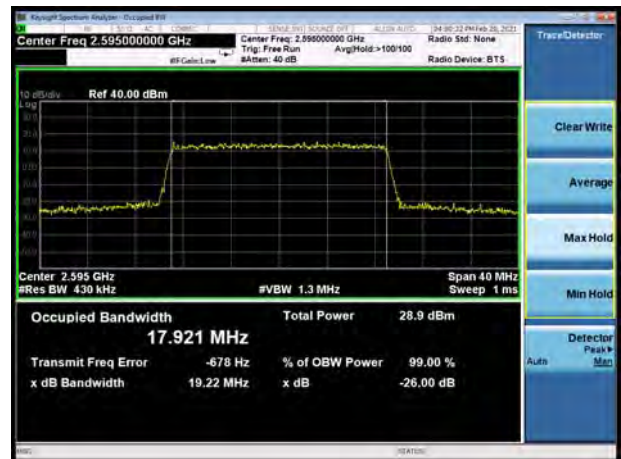 Keysight Spectrum Analyzer - Occupied BW
Center Freq 2.595000000 GHz
#IFGain:Low
Center Freq: 2.595000000 GHz
Trig: Free Run Avg|Hold:>100/100
#Atten: 40 dB
Radio Std: None
Radio Device: BTS
Trace/Detector
10 dB/div Ref 40.00 dBm
Log
Clear Write
Average
Max Hold
Min Hold
Detector
Peak▶
Auto Man
Center 2.595 GHz
Span 40 MHz
#Res BW 430 kHz
#VBW 1.3 MHz
Sweep 1 ms
Occupied Bandwidth
17.921 MHz
Total Power 28.9 dBm
Transmit Freq Error -678 Hz
% of OBW Power 99.00 %
x dB Bandwidth 19.22 MHz
x dB -26.00 dB
MSG
STATUS